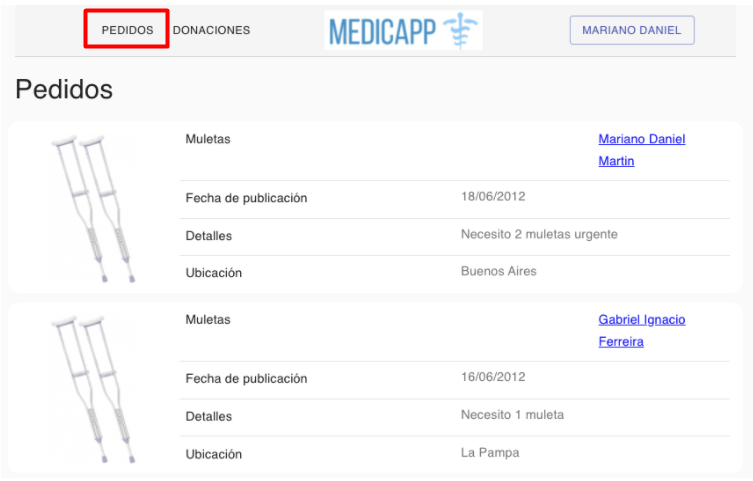 PEDIDOS DONACIONES MEDICAPP MARIANO DANIEL
Pedidos
Muletas Mariano Daniel
Martin
Fecha de publicación 18/06/2012
Detalles Necesito 2 muletas urgente
Ubicación Buenos Aires
Muletas Gabriel Ignacio
Ferreira
Fecha de publicación 16/06/2012
Detalles Necesito 1 muleta
Ubicación La Pampa